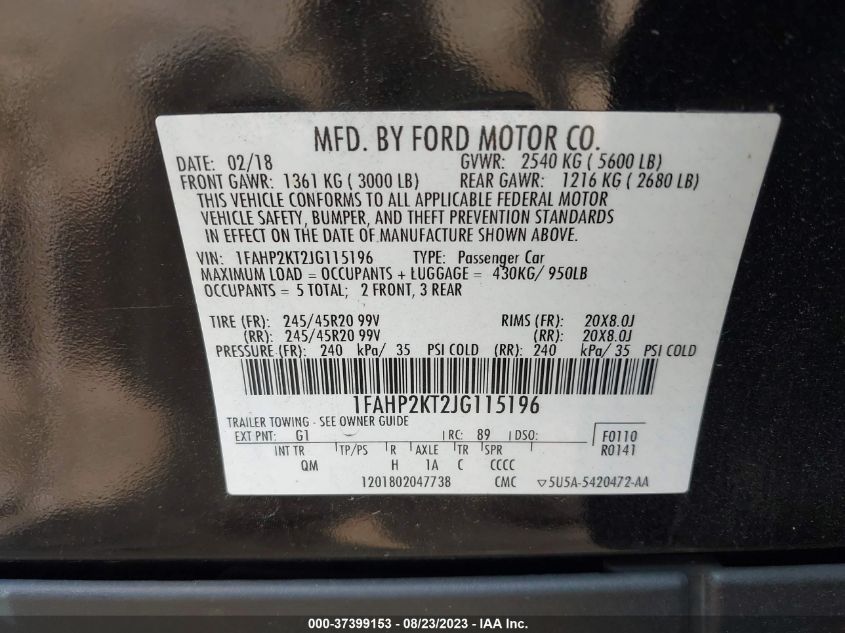 MFD. BY FORD MOTOR CO.
DATE: 02/18 GVWR: 2540 KG ( 5600 LB)
FRONT GAWR: 1361 KG ( 3000 LB) REAR GAWR: 1216 KG ( 2680 LB)
THIS VEHICLE CONFORMS TO ALL APPLICABLE FEDERAL MOTOR
VEHICLE SAFETY, BUMPER, AND THEFT PREVENTION STANDARDS
IN EFFECT ON THE DATE OF MANUFACTURE SHOWN ABOVE.
VIN: 1FAHP2KT2JG115196 TYPE: Passenger Car
MAXIMUM LOAD = OCCUPANTS + LUGGAGE = 430KG/ 950LB
OCCUPANTS = 5 TOTAL; 2 FRONT, 3 REAR
TIRE (FR): 245/45R20 99V RIMS (FR): 20X8.0J
(RR): 245/45R20 99V (RR): 20X8.0J
PRESSURE (FR): 240 kPa/ 35 PSI COLD (RR): 240 kPa/ 35 PSI COLD
1FAHP2KT2JG115196
TRAILER TOWING - SEE OWNER GUIDE
EXT PNT: G1 RC: 89 DSO: F0110
INT TR TP/PS R AXLE TR SPR R0141
QM H 1A C CCCC
1201802047738 CMC ▽5U5A-5420472-AA
000-37399153 - 08/23/2023 - IAA Inc.